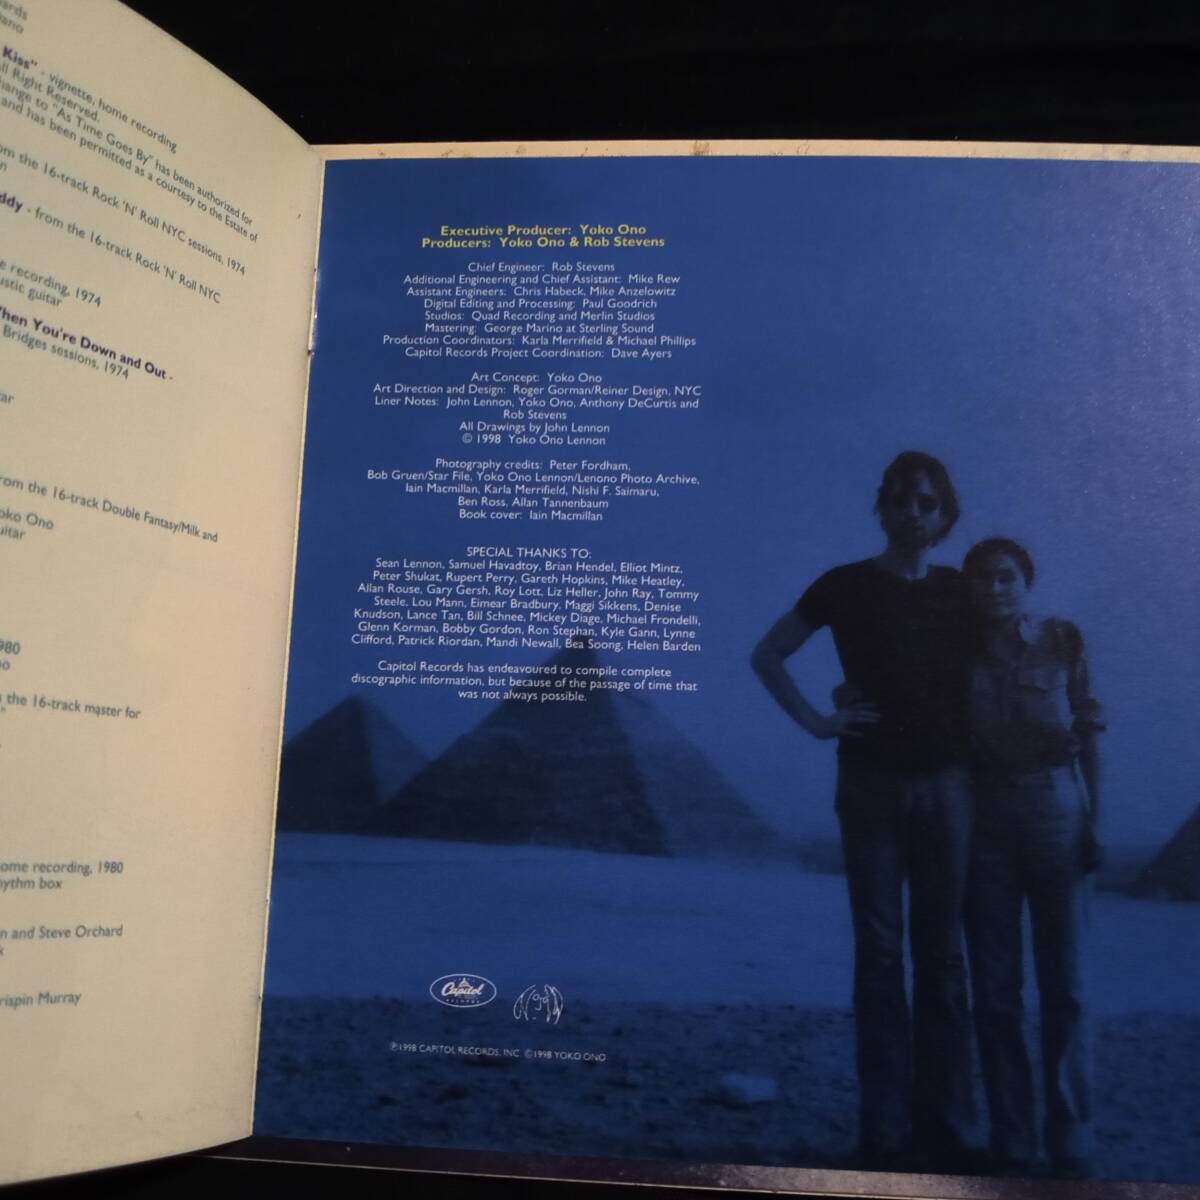 ards
iano
Kiss" - vignette, home recording
ll Right Reserved.
hange to "As Time Goes By" has been authorized for
and has been permitted as a courtesy to the Estate of
om the 16-track Rock 'N' Roll NYC sessions, 1974
n
ddy - from the 16-track Rock 'N' Roll NYC
e recording, 1974
ustic guitar
hen You're Down and Out -
Bridges sessions, 1974
ar
rom the 16-track Double Fantasy/Milk and
oko Ono
uitar
980
no
the 16-track master for
"
ome recording, 1980
hythm box
n and Steve Orchard
k
rispin Murray
Executive Producer: Yoko Ono
Producers: Yoko Ono & Rob Stevens
Chief Engineer: Rob Stevens
Additional Engineering and Chief Assistant: Mike Rew
Assistant Engineers: Chris Habeck, Mike Anzelowitz
Digital Editing and Processing: Paul Goodrich
Studios: Quad Recording and Merlin Studios
Mastering: George Marino at Sterling Sound
Production Coordinators: Karla Merrifield & Michael Phillips
Capitol Records Project Coordination: Dave Ayers
Art Concept: Yoko Ono
Art Direction and Design: Roger Gorman/Reiner Design, NYC
Liner Notes: John Lennon, Yoko Ono, Anthony DeCurtis and
Rob Stevens
All Drawings by John Lennon
© 1998 Yoko Ono Lennon
Photography credits: Peter Fordham,
Bob Gruen/Star File, Yoko Ono Lennon/Lenono Photo Archive,
Iain Macmillan, Karla Merrifield, Nishi F. Saimaru,
Ben Ross, Allan Tannenbaum
Book cover: Iain Macmillan
SPECIAL THANKS TO:
Sean Lennon, Samuel Havadtoy, Brian Hendel, Elliot Mintz,
Peter Shukat, Rupert Perry, Gareth Hopkins, Mike Heatley,
Allan Rouse, Gary Gersh, Roy Lott, Liz Heller, John Ray, Tommy
Steele, Lou Mann, Eimear Bradbury, Maggi Sikkens, Denise
Knudson, Lance Tan, Bill Schnee, Mickey Diage, Michael Frondelli,
Glenn Korman, Bobby Gordon, Ron Stephan, Kyle Gann, Lynne
Clifford, Patrick Riordan, Mandi Newall, Bea Soong, Helen Barden
Capitol Records has endeavoured to compile complete
discographic information, but because of the passage of time that
was not always possible.
Capitol
RECORDS
℗1998 CAPITOL RECORDS, INC. ©1998 YOKO ONO